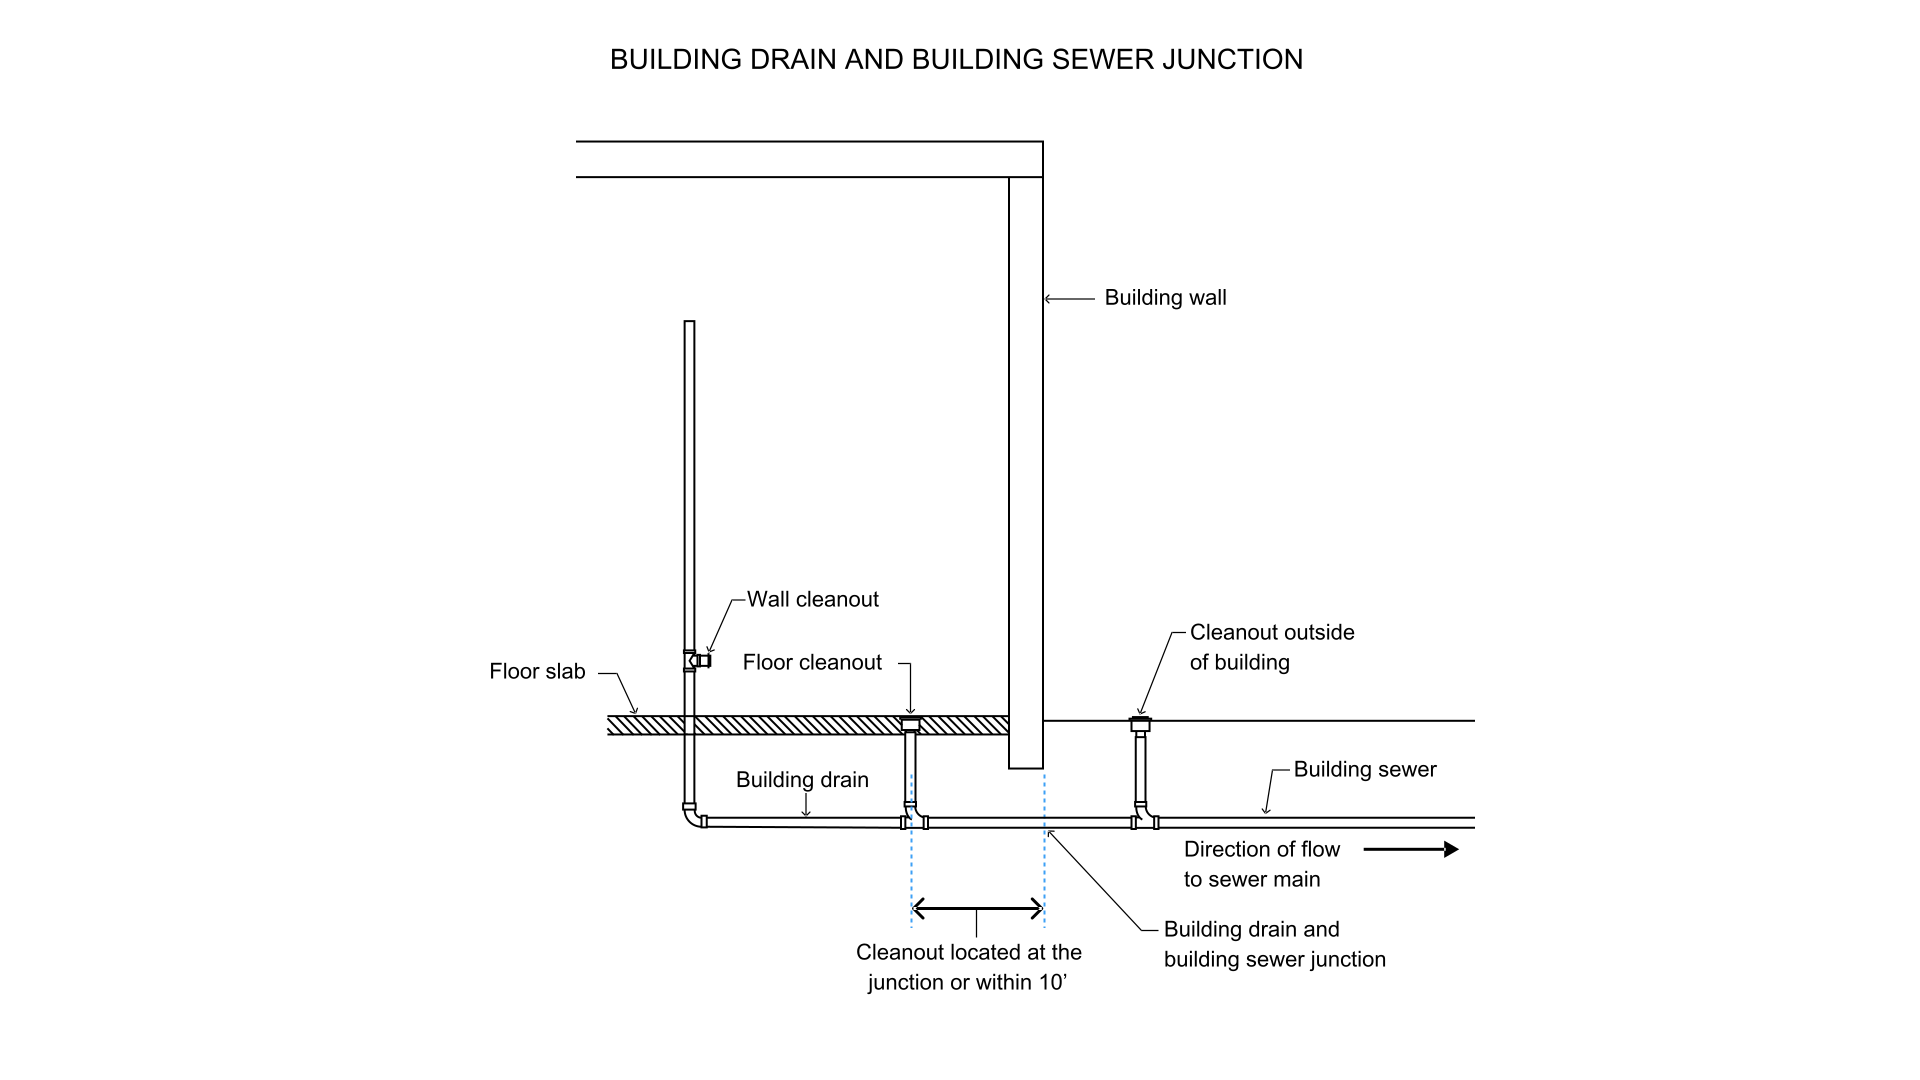 BUILDING DRAIN AND BUILDING SEWER JUNCTION
Building wall
Wall cleanout
Cleanout outside
of building
Floor cleanout
Floor slab
Building drain
Building sewer
Direction of flow
to sewer main
Building drain and
building sewer junction
Cleanout located at the
junction or within 10’